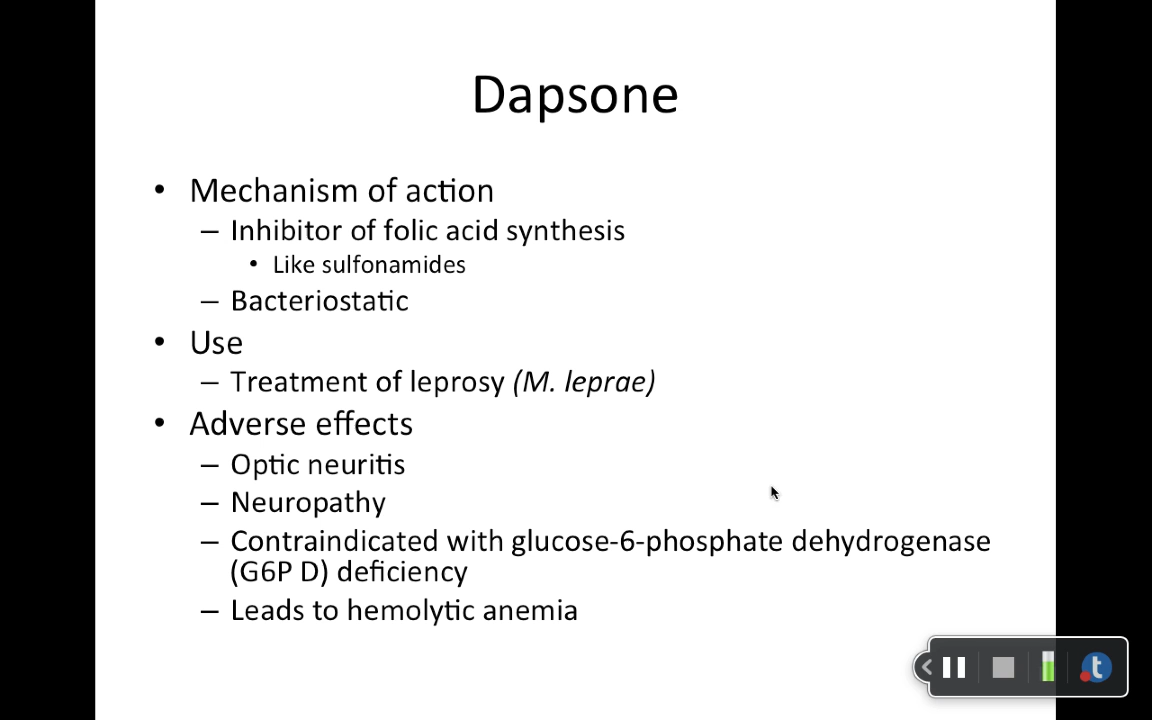 Dapsone
• Mechanism of action
– Inhibitor of folic acid synthesis
• Like sulfonamides
– Bacteriostatic
• Use
– Treatment of leprosy (M. leprae)
• Adverse effects
– Optic neuritis
– Neuropathy
– Contraindicated with glucose-6-phosphate dehydrogenase
(G6P D) deficiency
– Leads to hemolytic anemia
t